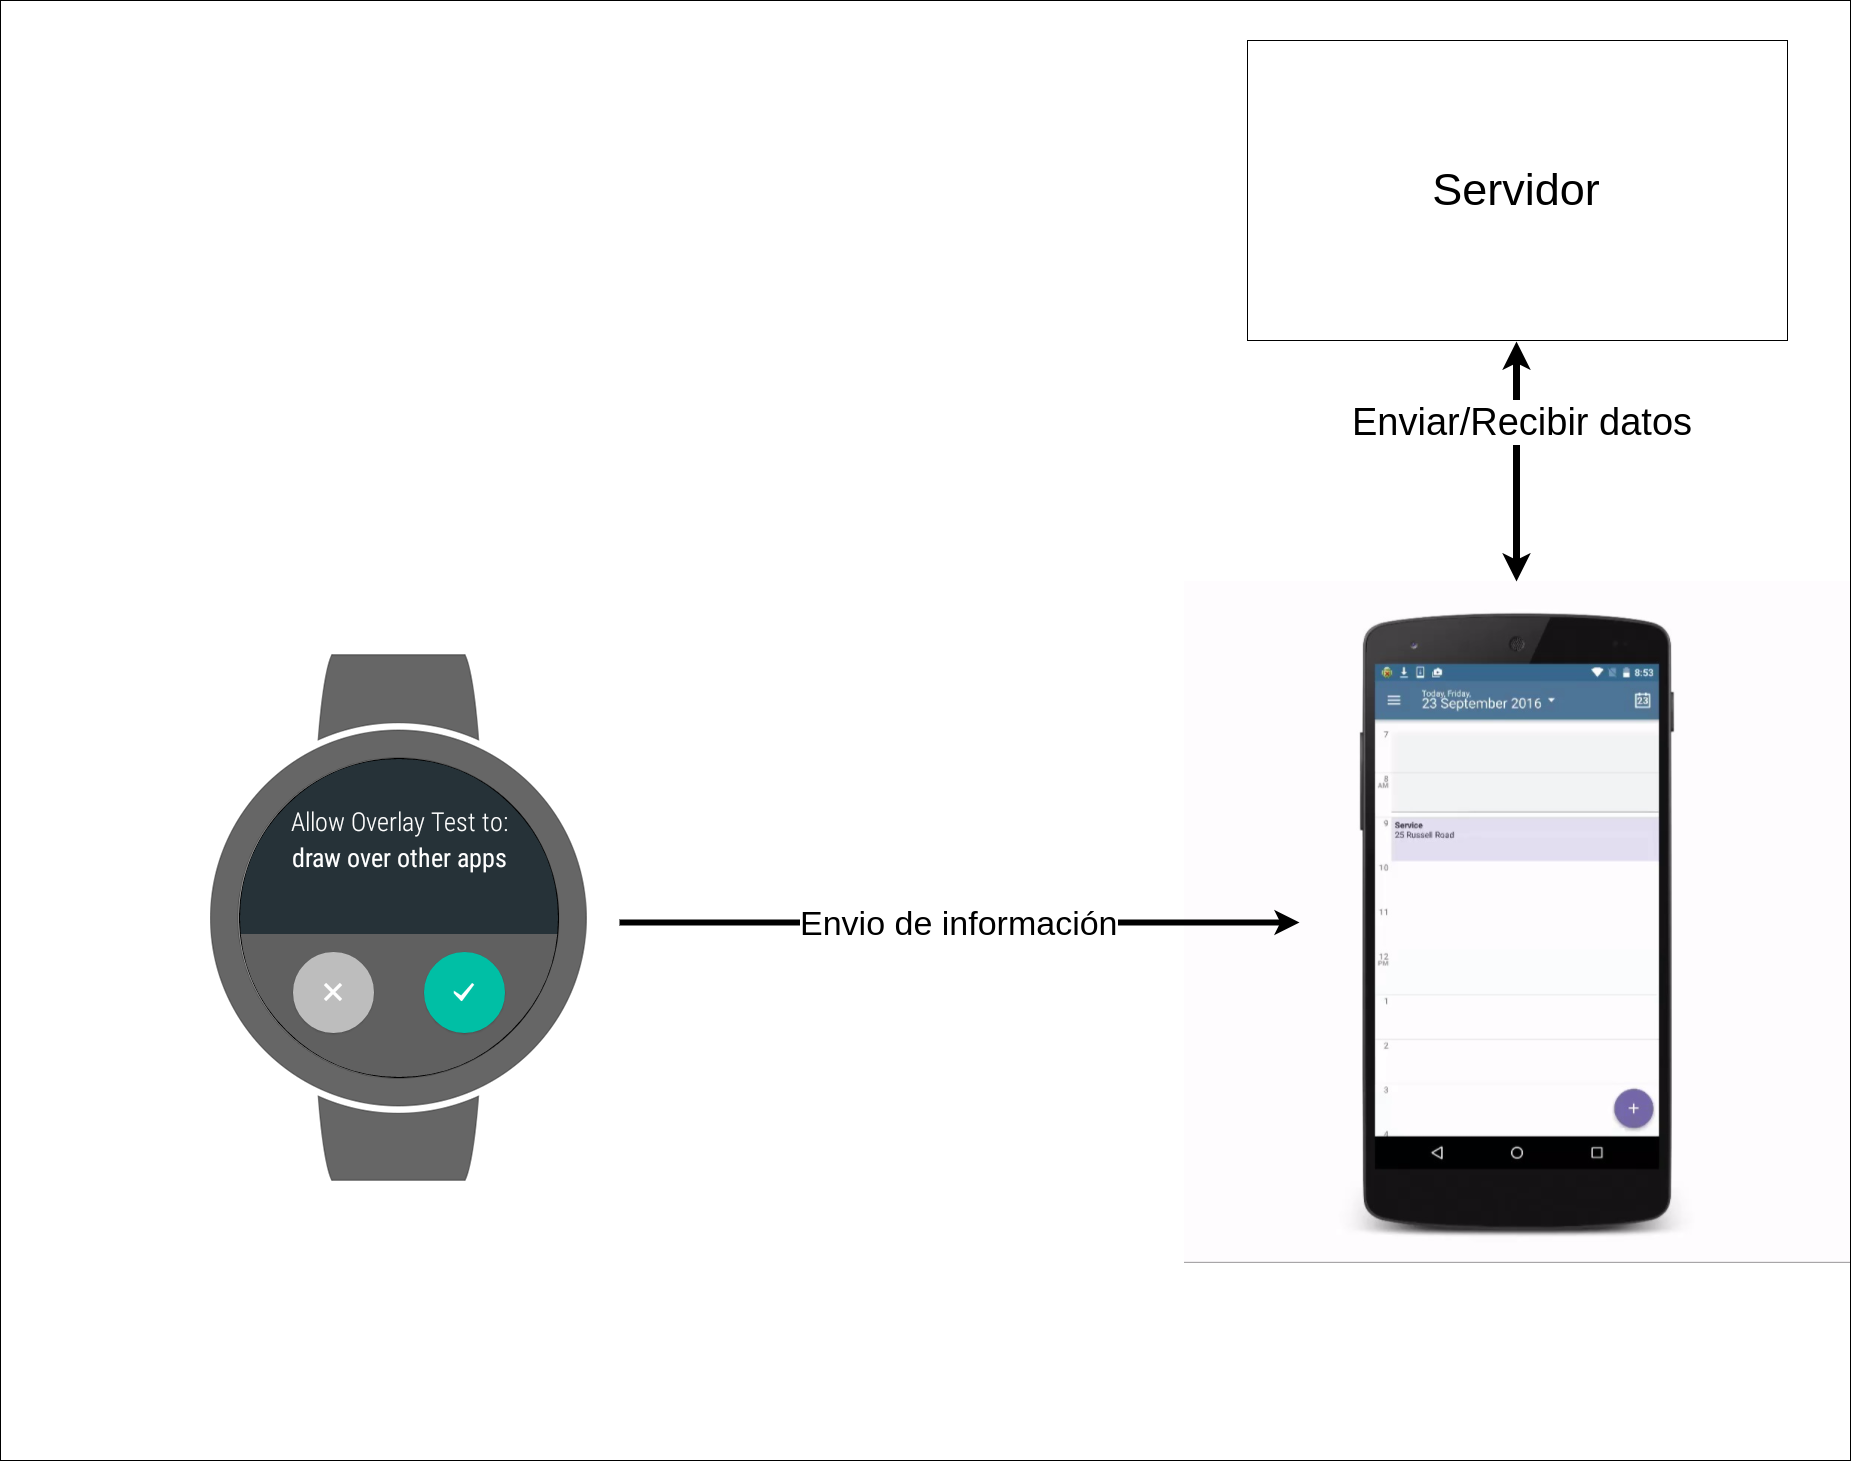 Servidor
Enviar/Recibir datos
8:53
Today, Friday,
23 September 2016
23
7
8
AM
9
Service
25 Russell Road
10
11
12
PM
1
2
3
4
+
Allow Overlay Test to:
draw over other apps
Envio de información